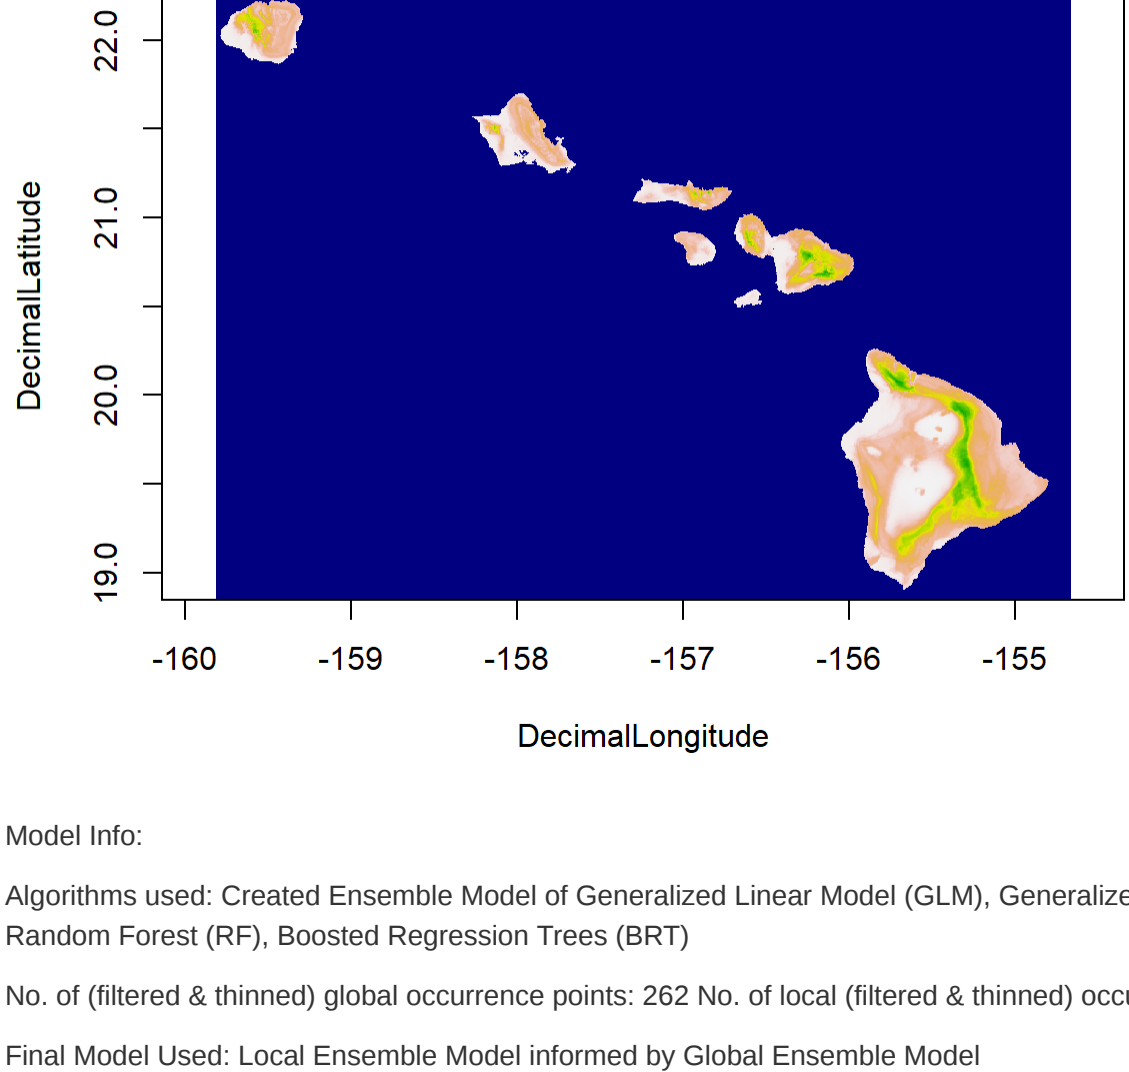 22.0
21.0
20.0
19.0
DecimalLatitude
-160 -159 -158 -157 -156 -155
DecimalLongitude
Model Info:
Algorithms used: Created Ensemble Model of Generalized Linear Model (GLM),
Random Forest (RF), Boosted Regression Trees (BRT)
No. of (filtered & thinned) global occurrence points: 262 No. of local (filtered & thinned)
Final Model Used: Local Ensemble Model informed by Global Ensemble Model